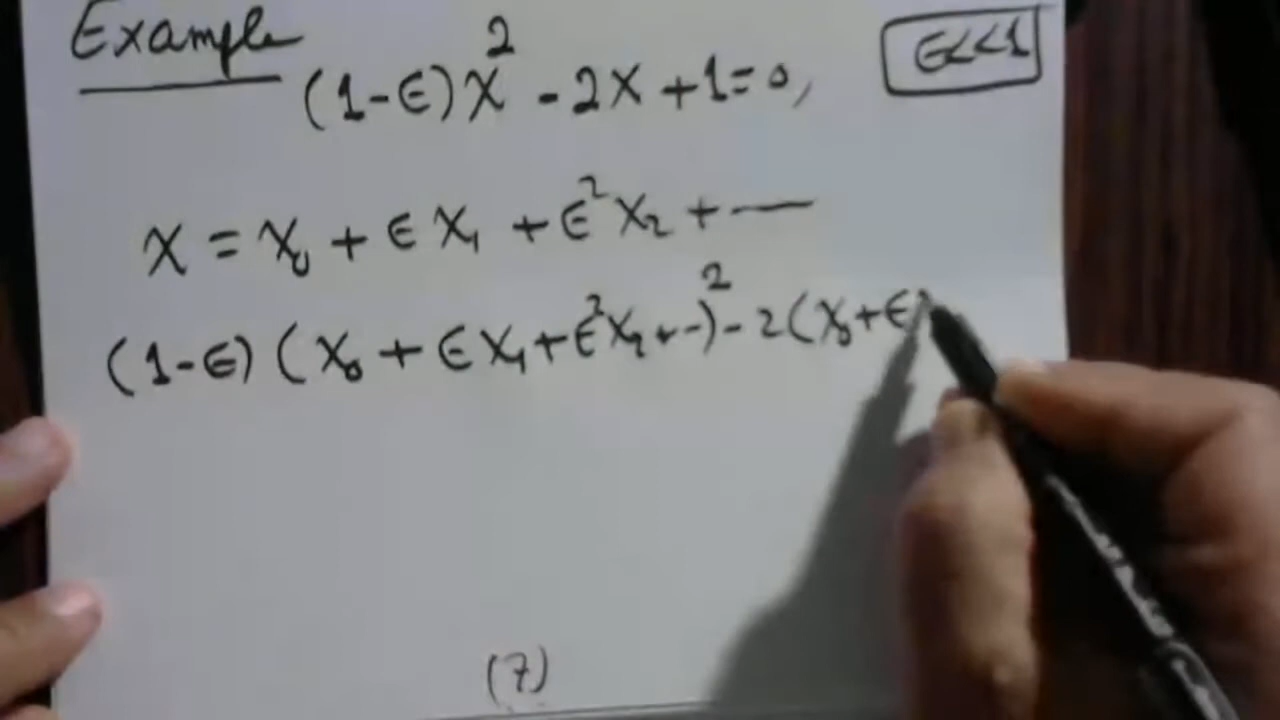 Example
(1-ϵ)x² - 2x + 1 = 0, ϵ<<1
x = x₀ + ϵx₁ + ϵ²x₂ + —
(1-ϵ)(x₀ + ϵx₁ + ϵ²x₂ + --)² - 2(x₀ + ϵ
(7)